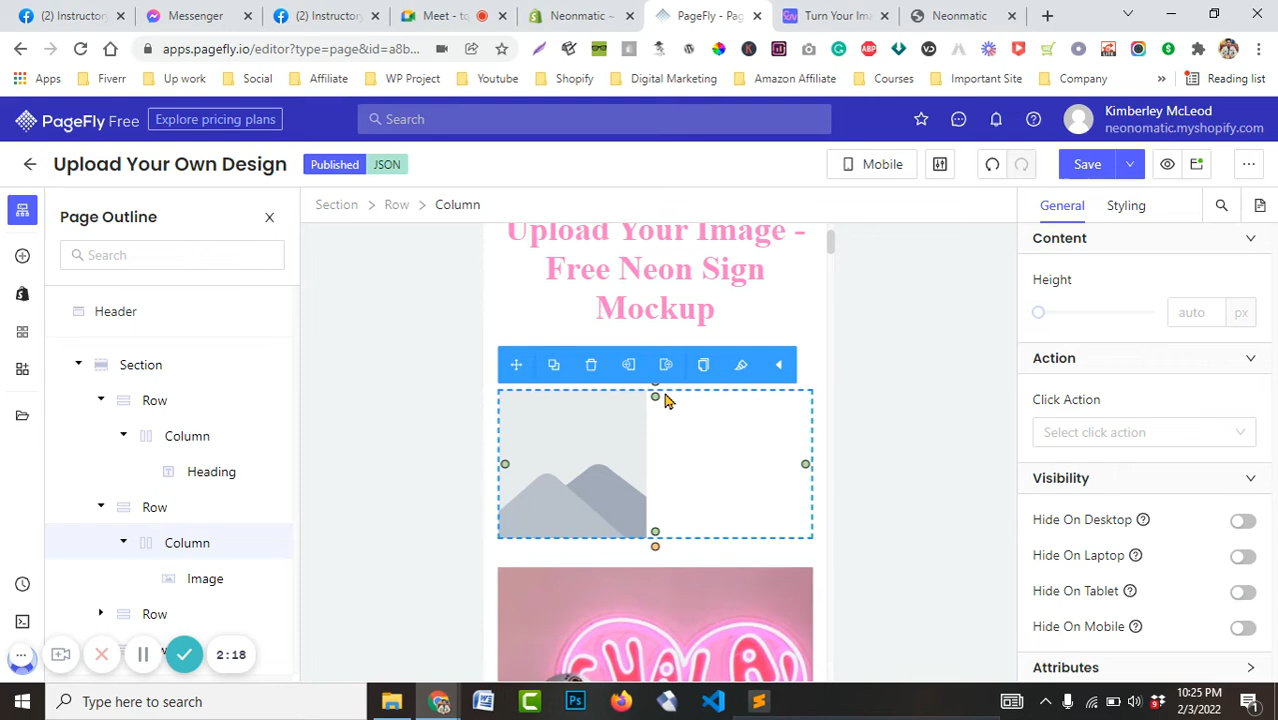 (2) Instructor
Messenger
(2) Instructor
Meet - to
Neonmatic ~
PageFly - Pag
Turn Your Ima
Neonmatic
apps.pagefly.io/editor?type=page&id=a8b
Apps Fiverr Up work Social Affiliate WP Project Youtube Shopify Digital Marketing Amazon Affiliate Courses Important Site Company » Reading list
PageFly Free Explore pricing plans
Search
Kimberley McLeod
neonomatic.myshopify.com
Upload Your Own Design Published JSON Mobile Save
Page Outline
Search
Header
Section
Row
Column
Heading
Row
Column
Image
Row
Section > Row > Column
Upload Your Image -
Free Neon Sign
Mockup
General Styling
Content
Height
auto px
Action
Click Action
Select click action
Visibility
Hide On Desktop
Hide On Laptop
Hide On Tablet
Hide On Mobile
Attributes
2:18
Type here to search
10:25 PM
2/3/2022